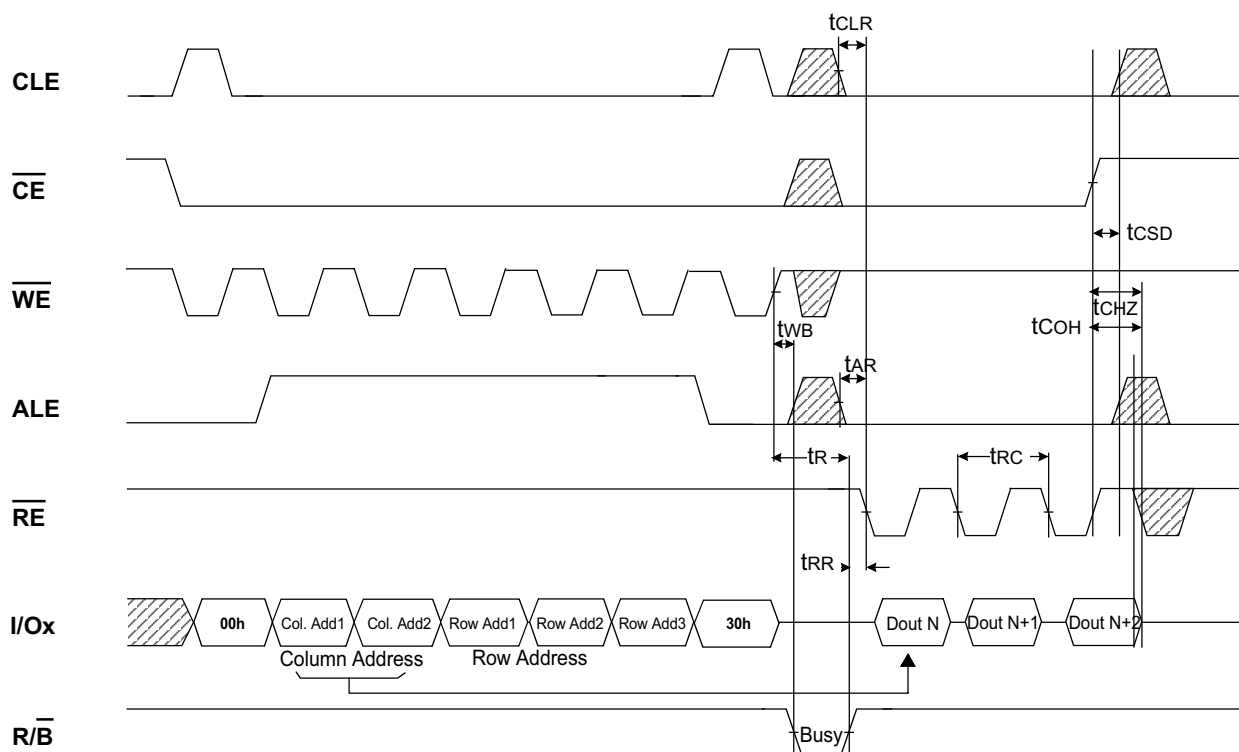 tCLR
CLE
CE
tCSD
WE
tCHZ
tCOH
tWB
tAR
ALE
tR
tRC
RE
tRR
I/Ox
00h
Col. Add1
Col. Add2
Row Add1
Row Add2
Row Add3
30h
Dout N
Dout N+1
Dout N+2
Column Address
Row Address
R/B
Busy